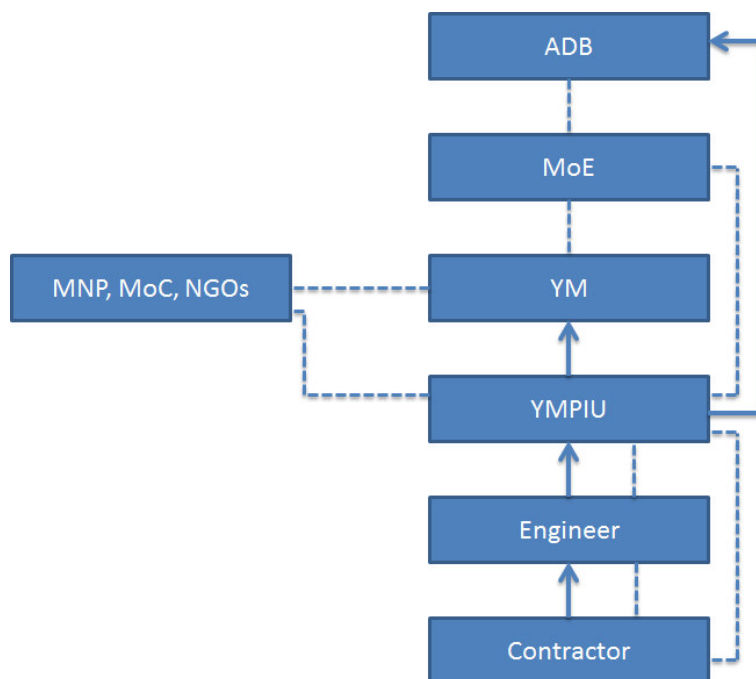 ADB
MoE
MNP, MoC, NGOs
YM
YMPIU
Engineer
Contractor